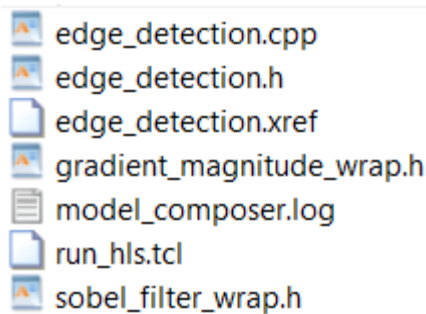 edge_detection.cpp
edge_detection.h
edge_detection.xref
gradient_magnitude_wrap.h
model_composer.log
run_hls.tcl
sobel_filter_wrap.h